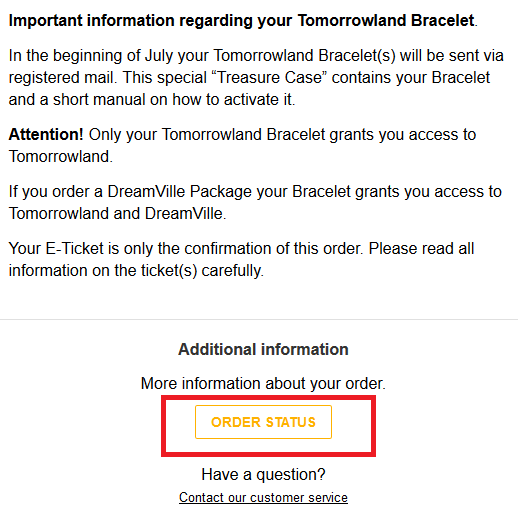 Important information regarding your Tomorrowland Bracelet.
In the beginning of July your Tomorrowland Bracelet(s) will be sent via
registered mail. This special “Treasure Case” contains your Bracelet
and a short manual on how to activate it.
Attention! Only your Tomorrowland Bracelet grants you access to
Tomorrowland.
If you order a DreamVille Package your Bracelet grants you access to
Tomorrowland and DreamVille.
Your E-Ticket is only the confirmation of this order. Please read all
information on the ticket(s) carefully.
Additional information
More information about your order.
ORDER STATUS
Have a question?
Contact our customer service